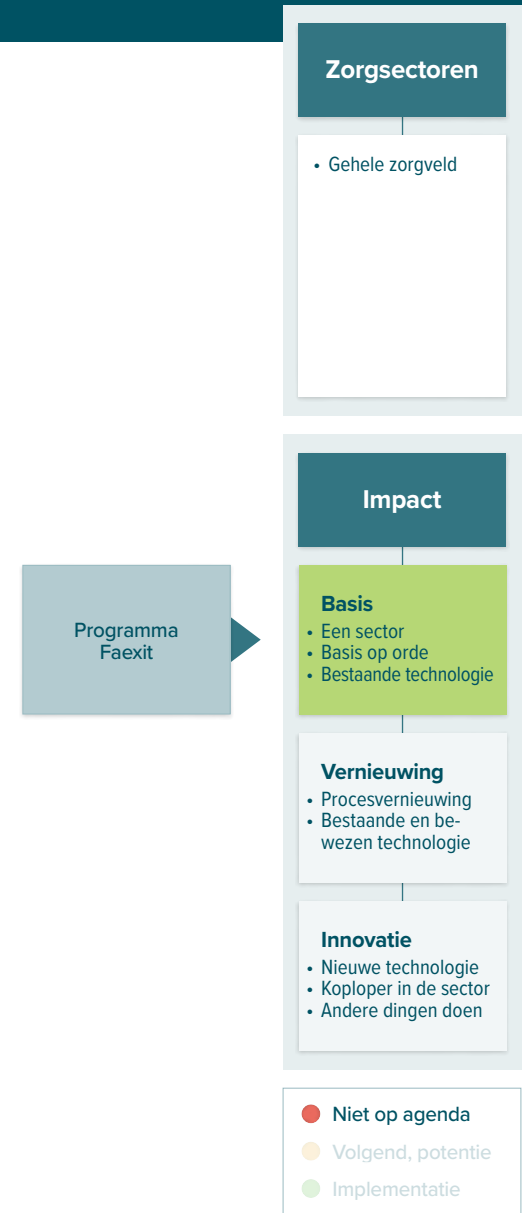 Zorgsectoren
• Gehele zorgveld
Impact
Programma
Faexit
Basis
• Een sector
• Basis op orde
• Bestaande technologie
Vernieuwing
• Procesvernieuwing
• Bestaande en be-
wezen technologie
Innovatie
• Nieuwe technologie
• Koploper in de sector
• Andere dingen doen
Niet op agenda
Volgend, potentie
Implementatie